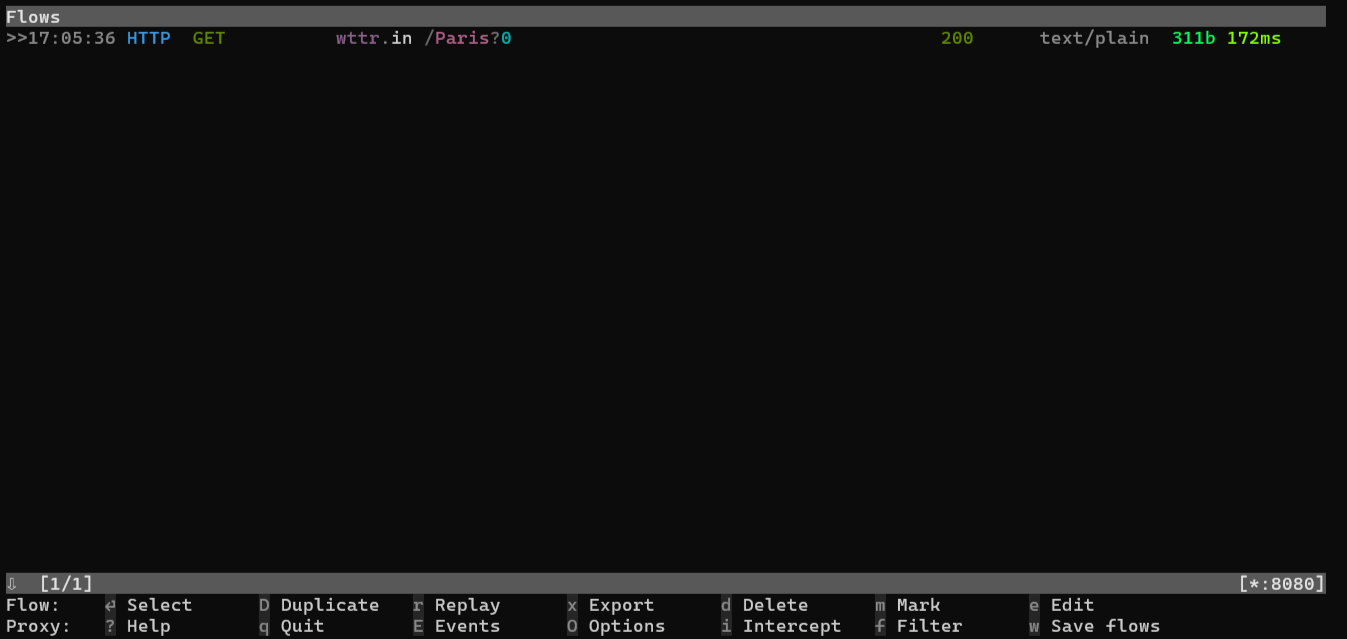 Flows
>>17:05:36 HTTP GET wttr.in /Paris?0 200 text/plain 311b 172ms
⇩ [1/1] [*:8080]
Flow: ⏎ Select D Duplicate r Replay x Export d Delete m Mark e Edit
Proxy: ? Help q Quit E Events O Options i Intercept f Filter w Save flows